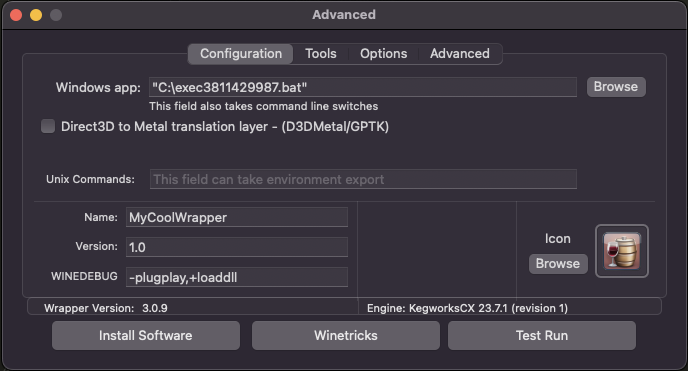 Advanced
Configuration Tools Options Advanced
Windows app: "C:\exec3811429987.bat" Browse
This field also takes command line switches
Direct3D to Metal translation layer - (D3DMetal/GPTK)
Unix Commands: This field can take environment export
Name: MyCoolWrapper
Version: 1.0
Icon
Browse
WINEDEBUG -plugplay,+loaddll
Wrapper Version: 3.0.9 Engine: KegworksCX 23.7.1 (revision 1)
Install Software Winetricks Test Run